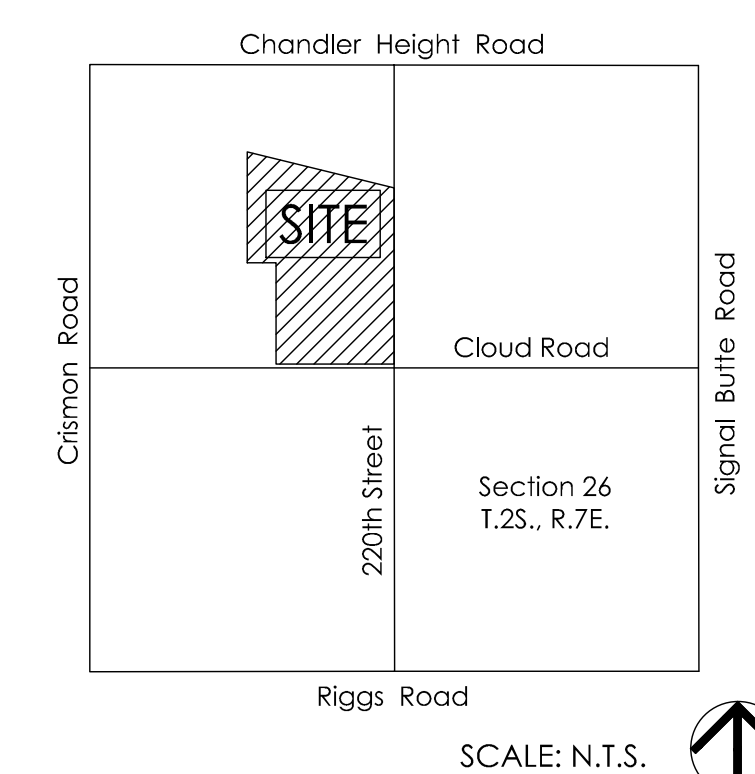 Chandler Height Road
SITE
Cloud Road
Crismon Road
Signal Butte Road
220th Street
Section 26
T.2S., R.7E.
Riggs Road
SCALE: N.T.S.